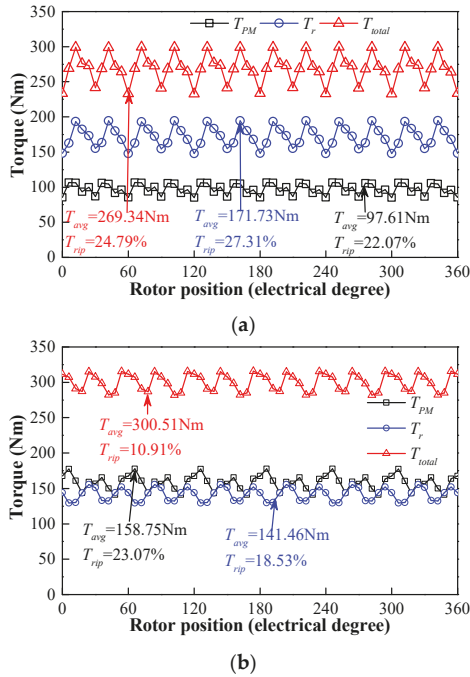 T_PM T_r T_total
350
300
250
200
150
100
50
0
Torque (Nm)
T_avg=269.34Nm
T_rip=24.79%
T_avg=171.73Nm
T_rip=27.31%
T_avg=97.61Nm
T_rip=22.07%
0 60 120 180 240 300 360
Rotor position (electrical degree)
(a)
350
300
250
200
150
100
50
0
Torque (Nm)
T_PM
T_r
T_total
T_avg=300.51Nm
T_rip=10.91%
T_avg=158.75Nm
T_rip=23.07%
T_avg=141.46Nm
T_rip=18.53%
0 60 120 180 240 300 360
Rotor position (electrical degree)
(b)